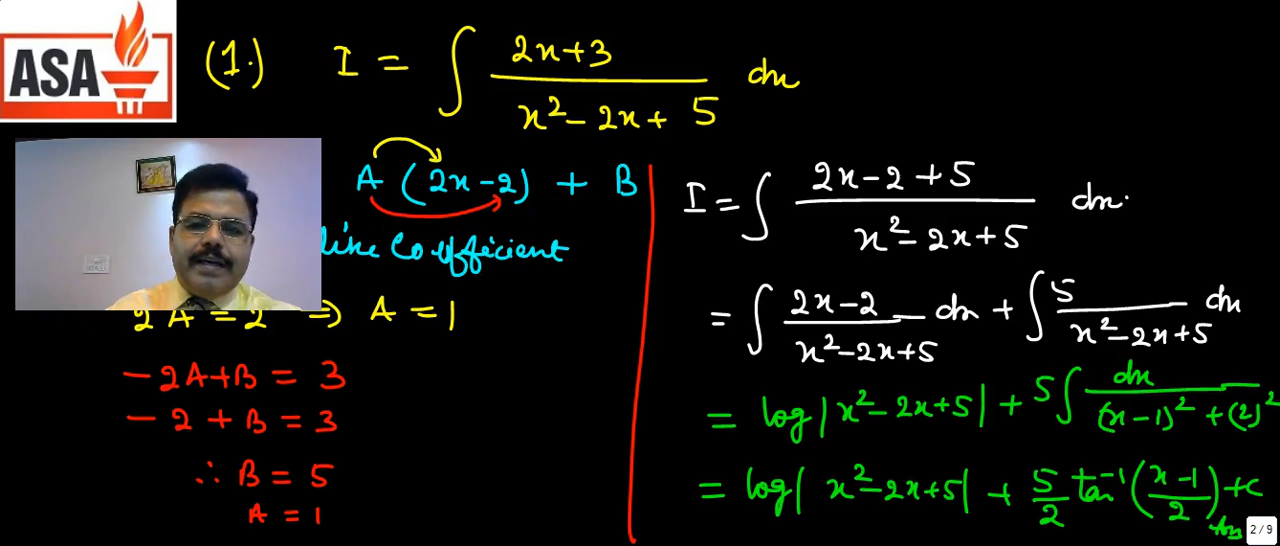 ASA
(1.) I = ∫ (2x+3)/(x² - 2x + 5) dx
A (2x-2) + B
like Coefficient
2A = 2 ⇒ A = 1
-2A+B = 3
-2 + B = 3
∴ B = 5
A = 1
I = ∫ (2x-2+5)/(x²-2x+5) dx.
= ∫ (2x-2)/(x²-2x+5) dx + ∫ 5/(x²-2x+5) dx
= log|x²-2x+5| + 5∫ dx/((x-1)² + (2)²)
= log|x²-2x+5| + 5/2 tan⁻¹((x-1)/2) + c
Ans
2/9